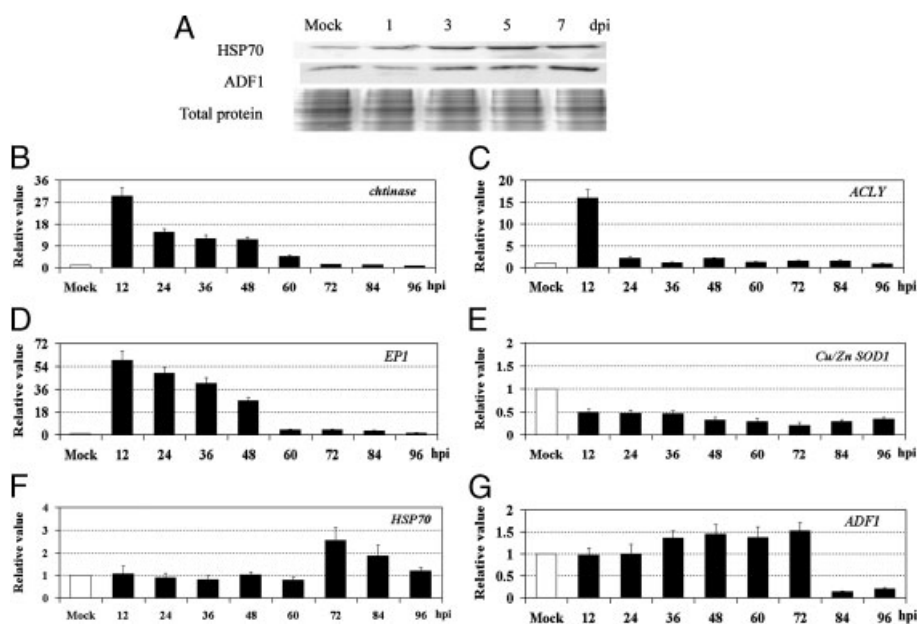 A
Mock 1 3 5 7 dpi
HSP70
ADF1
Total protein
B
chtinase
Relative value
36
27
18
9
0
Mock 12 24 36 48 60 72 84 96 hpi
C
ACLY
Relative value
20
15
10
5
0
Mock 12 24 36 48 60 72 84 96 hpi
D
EP1
Relative value
72
54
36
18
0
Mock 12 24 36 48 60 72 84 96 hpi
E
Cu/Zn SOD1
Relative value
2
1.5
1
0.5
0
Mock 12 24 36 48 60 72 84 96 hpi
F
HSP70
Relative value
4
3
2
1
0
Mock 12 24 36 48 60 72 84 96 hpi
G
ADF1
Relative value
2
1.5
1
0.5
0
Mock 12 24 36 48 60 72 84 96 hpi